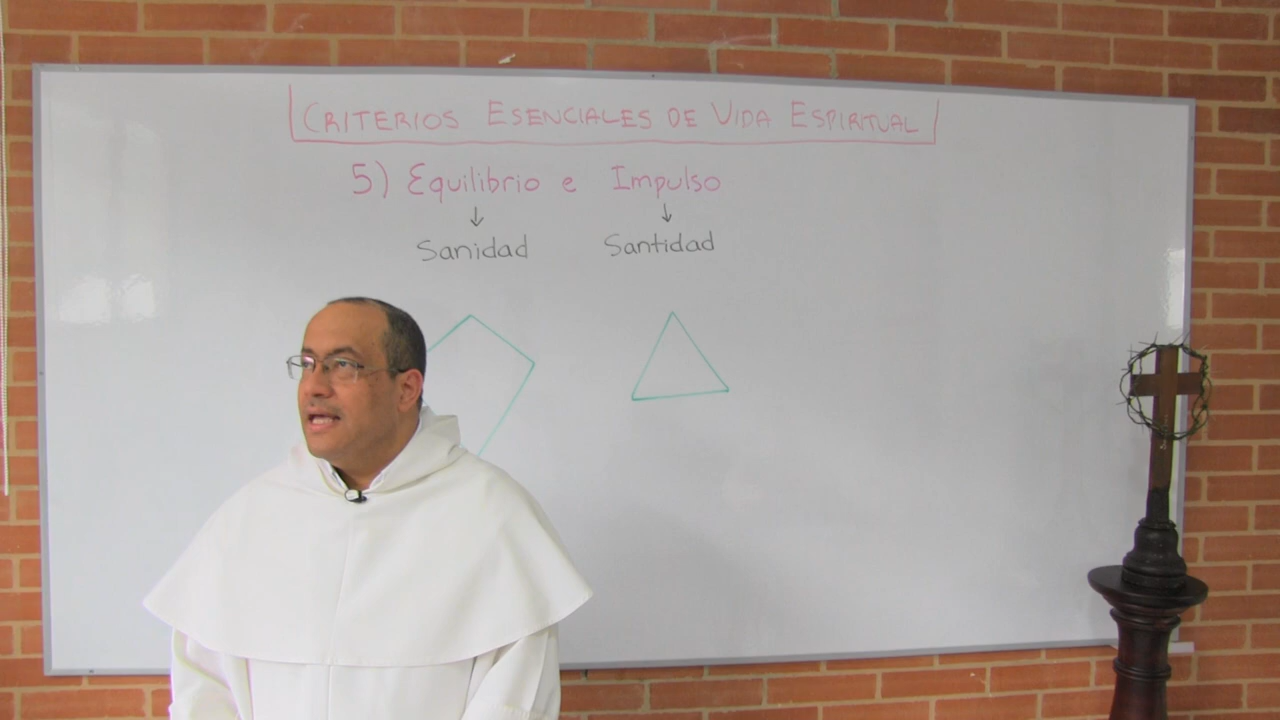 CRITERIOS ESENCIALES DE VIDA ESPIRITUAL
5) Equilibrio e Impulso
↓ ↓
Sanidad Santidad